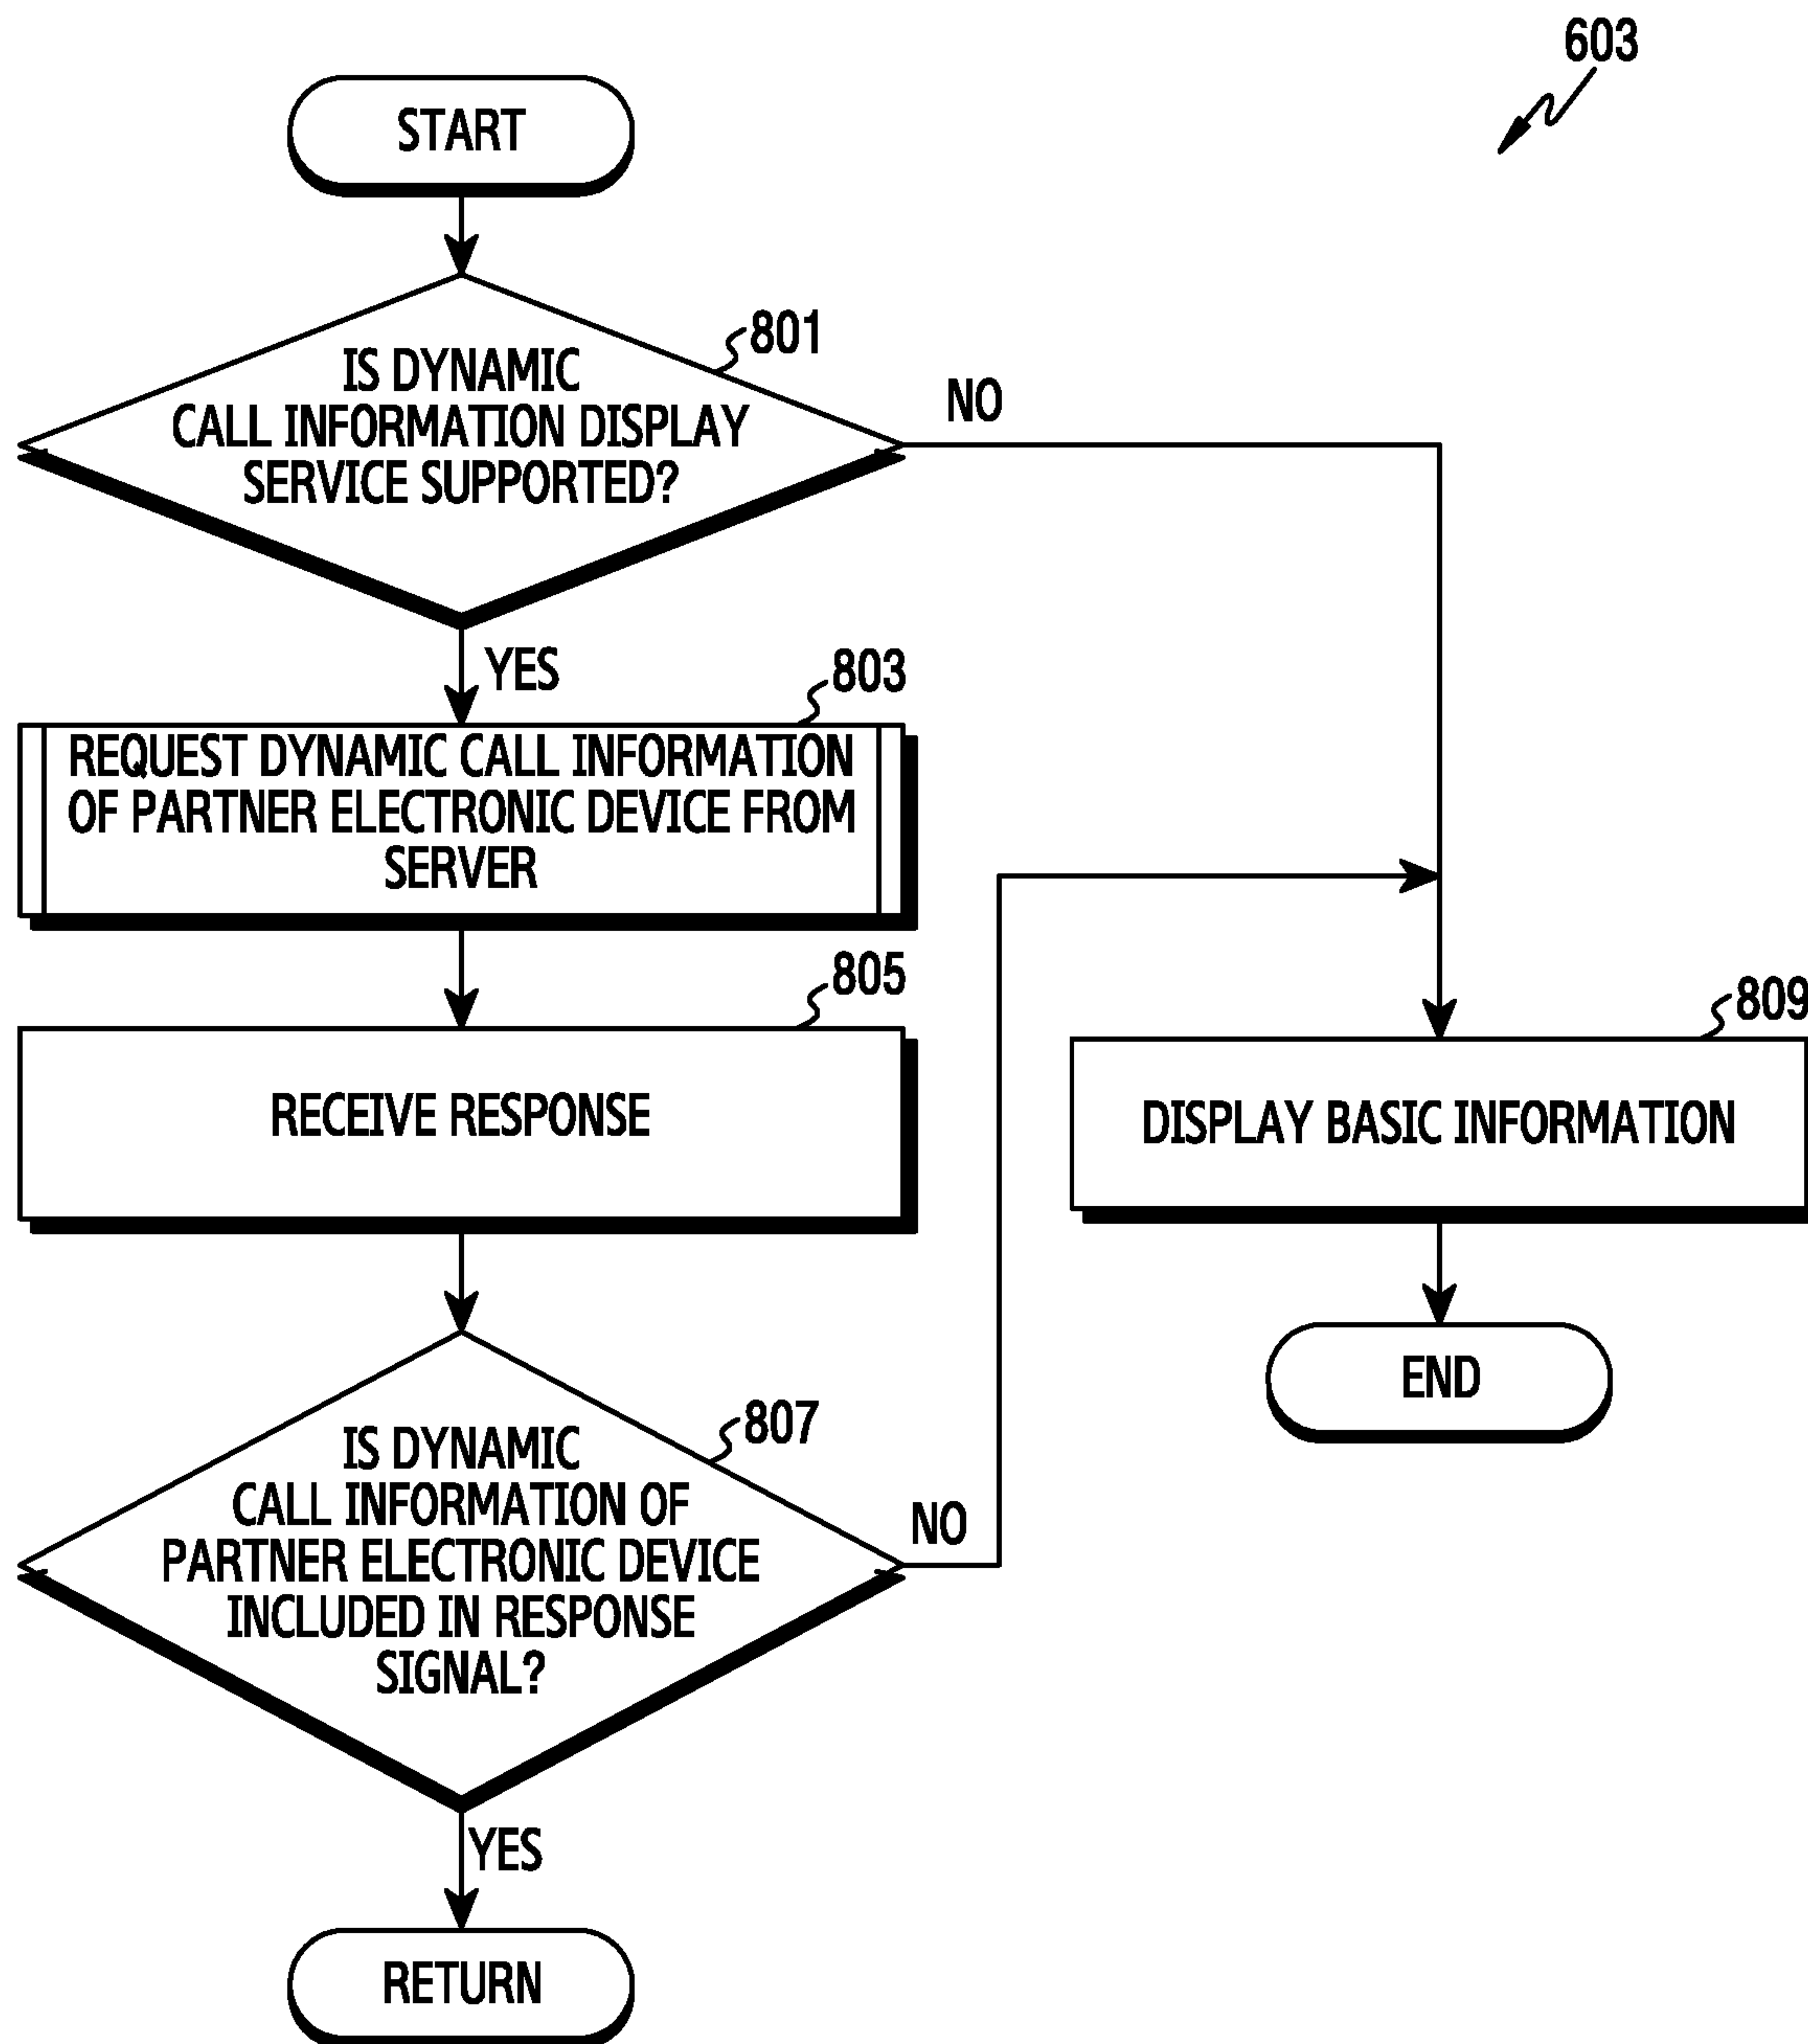 603
START
801
IS DYNAMIC
CALL INFORMATION DISPLAY
SERVICE SUPPORTED?
NO
YES
803
REQUEST DYNAMIC CALL INFORMATION
OF PARTNER ELECTRONIC DEVICE FROM
SERVER
805
RECEIVE RESPONSE
809
DISPLAY BASIC INFORMATION
END
807
IS DYNAMIC
CALL INFORMATION OF
PARTNER ELECTRONIC DEVICE
INCLUDED IN RESPONSE
SIGNAL?
NO
YES
RETURN